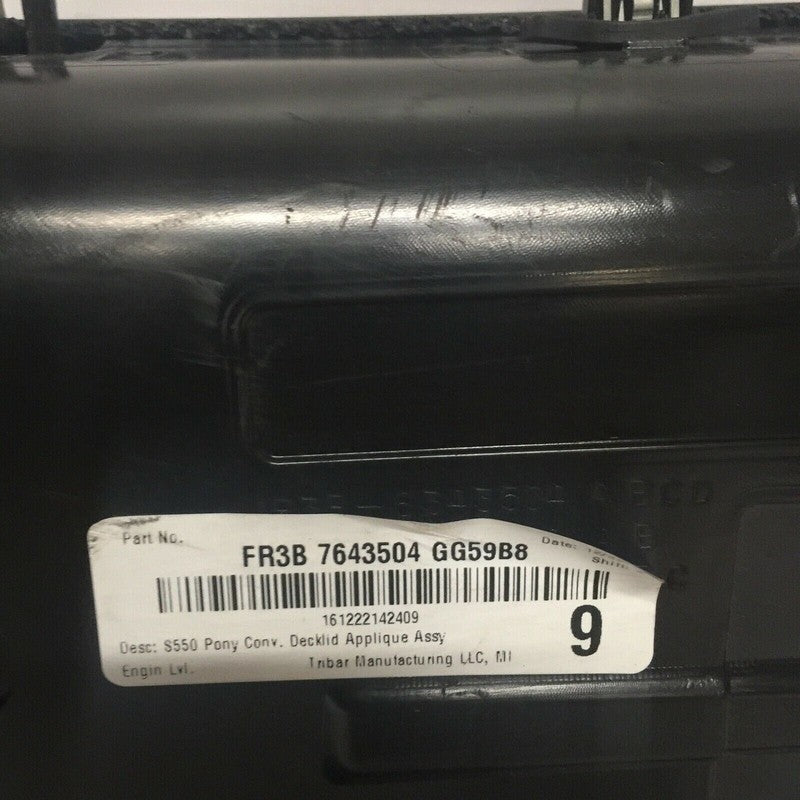 Part No.
FR3B 7643504 GG59B8
Date:
Shift
161222142409
Desc: S550 Pony Conv. Decklid Applique Assy
9
Engin Lvl.
Tribar Manufacturing LLC, MI